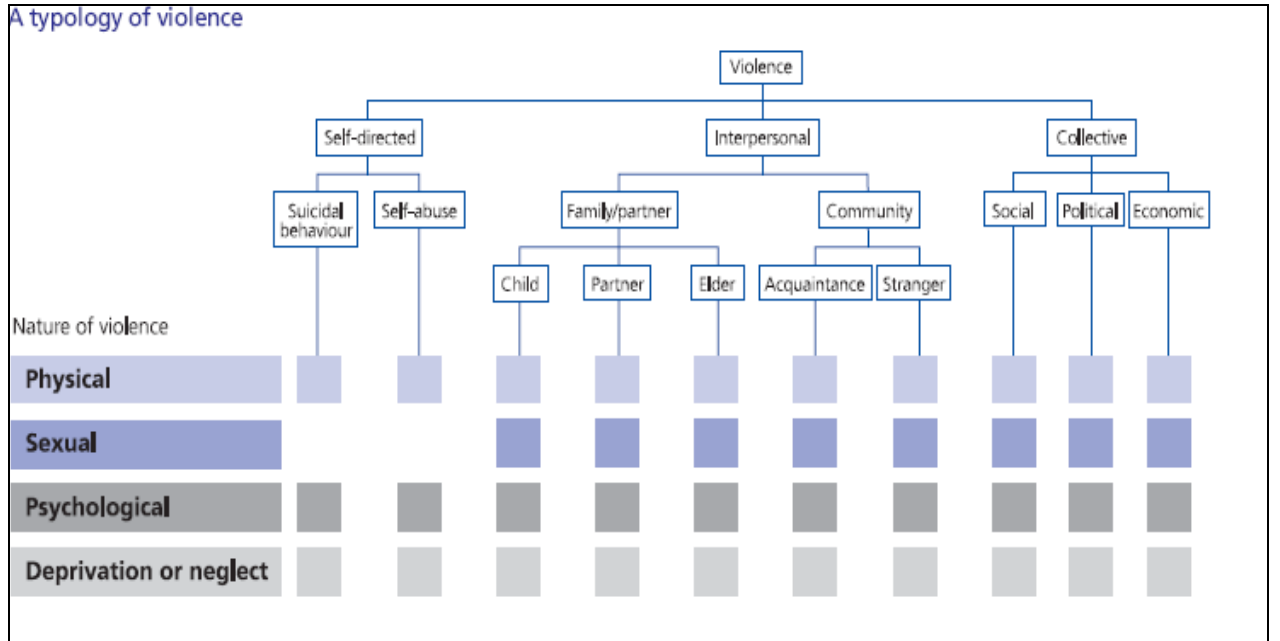 A typology of violence
Violence
Self-directed
Interpersonal
Collective
Suicidal
behaviour
Self-abuse
Family/partner
Community
Social
Political
Economic
Child
Partner
Elder
Acquaintance
Stranger
Nature of violence
Physical
Sexual
Psychological
Deprivation or neglect